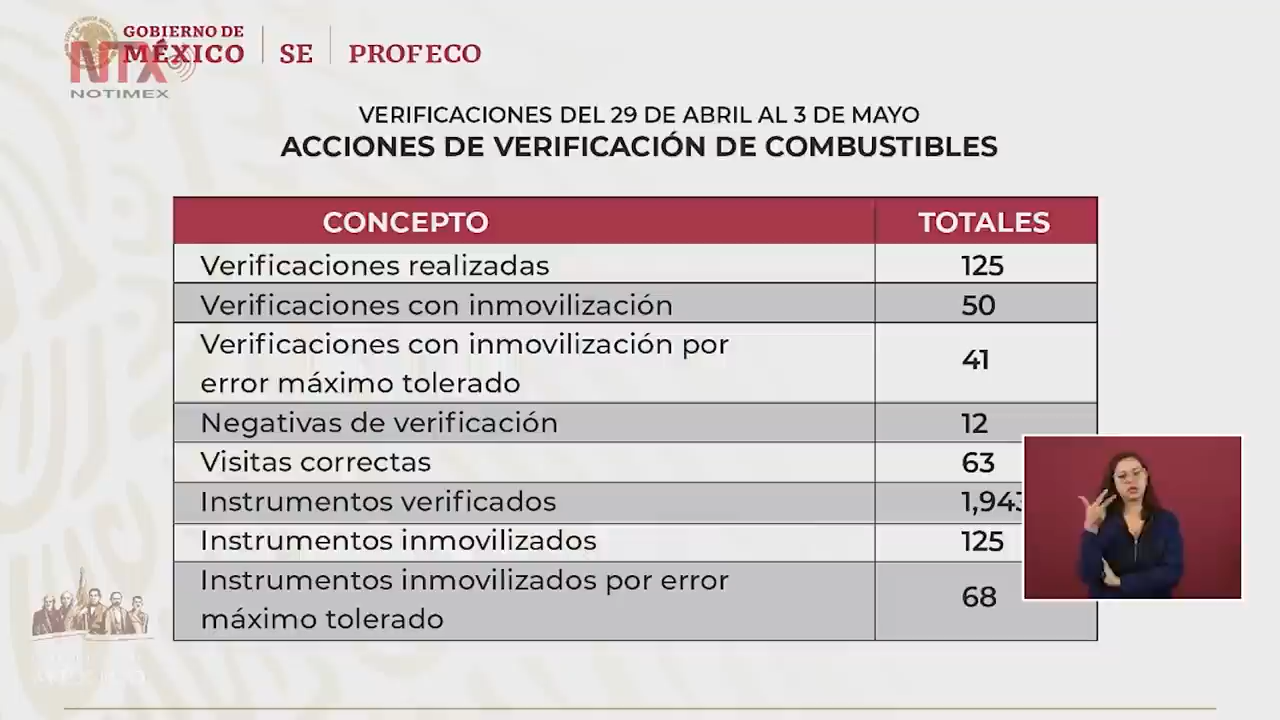 GOBIERNO DE
MÉXICO SE PROFECO
NTX
NOTIMEX
VERIFICACIONES DEL 29 DE ABRIL AL 3 DE MAYO
ACCIONES DE VERIFICACIÓN DE COMBUSTIBLES
CONCEPTO TOTALES
Verificaciones realizadas 125
Verificaciones con inmovilización 50
Verificaciones con inmovilización por
error máximo tolerado 41
Negativas de verificación 12
Visitas correctas 63
Instrumentos verificados 1,943
Instrumentos inmovilizados 125
Instrumentos inmovilizados por error
máximo tolerado 68